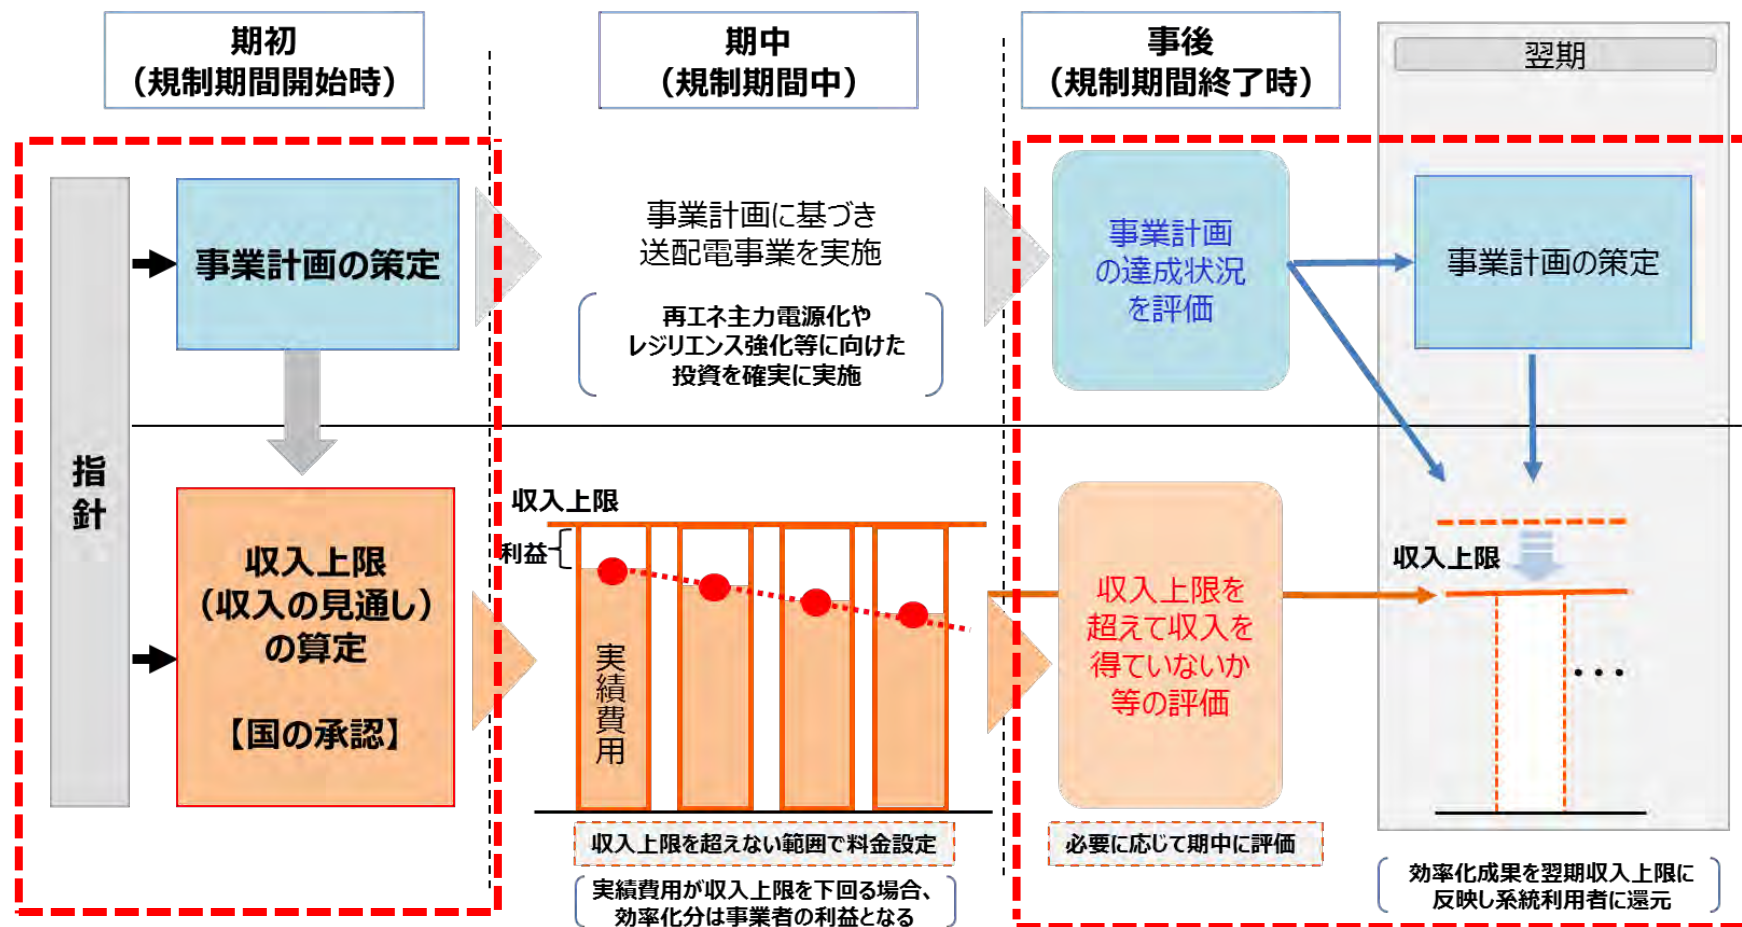 期初
（規制期間開始時）
期中
（規制期間中）
事後
（規制期間終了時）
翌期
指針
事業計画の策定
事業計画に基づき
送配電事業を実施
再エネ主力電源化や
レジリエンス強化等に向けた
投資を確実に実施
事業計画
の達成状況
を評価
事業計画の策定
収入上限
（収入の見通し）
の算定
【国の承認】
収入上限
利益
実績費用
収入上限を超えない範囲で料金設定
実績費用が収入上限を下回る場合、
効率化分は事業者の利益となる
収入上限を
超えて収入を
得ていないか
等の評価
必要に応じて期中に評価
収入上限
・・・
効率化成果を翌期収入上限に
反映し系統利用者に還元